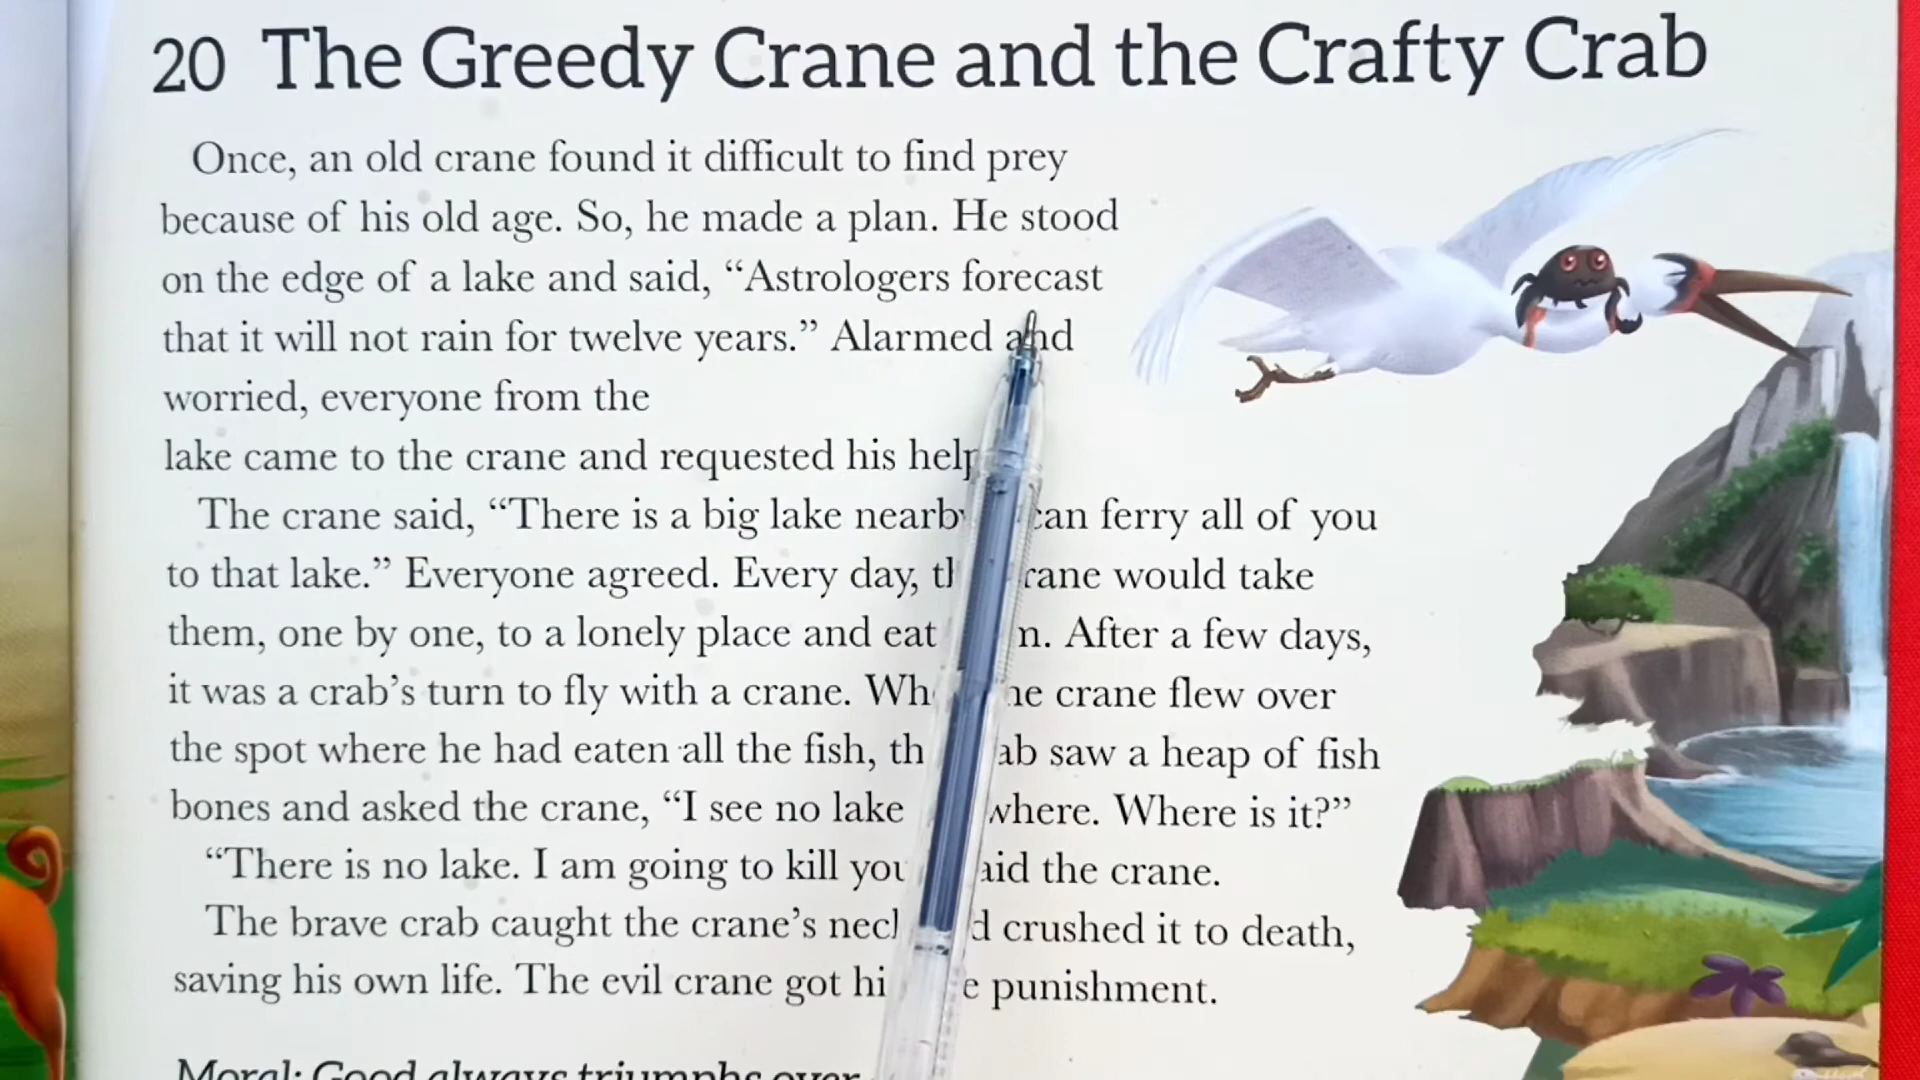 20 The Greedy Crane and the Crafty Crab
Once, an old crane found it difficult to find prey
because of his old age. So, he made a plan. He stood
on the edge of a lake and said, “Astrologers forecast
that it will not rain for twelve years.” Alarmed and
worried, everyone from the
lake came to the crane and requested his help
The crane said, “There is a big lake nearby can ferry all of you
to that lake.” Everyone agreed. Every day, the crane would take
them, one by one, to a lonely place and eat . After a few days,
it was a crab’s turn to fly with a crane. When the crane flew over
the spot where he had eaten all the fish, the crab saw a heap of fish
bones and asked the crane, “I see no lake . Where is it?”
“There is no lake. I am going to kill you said the crane.
The brave crab caught the crane’s neck and crushed it to death,
saving his own life. The evil crane got punishment.
Moral: Good always triumphs over